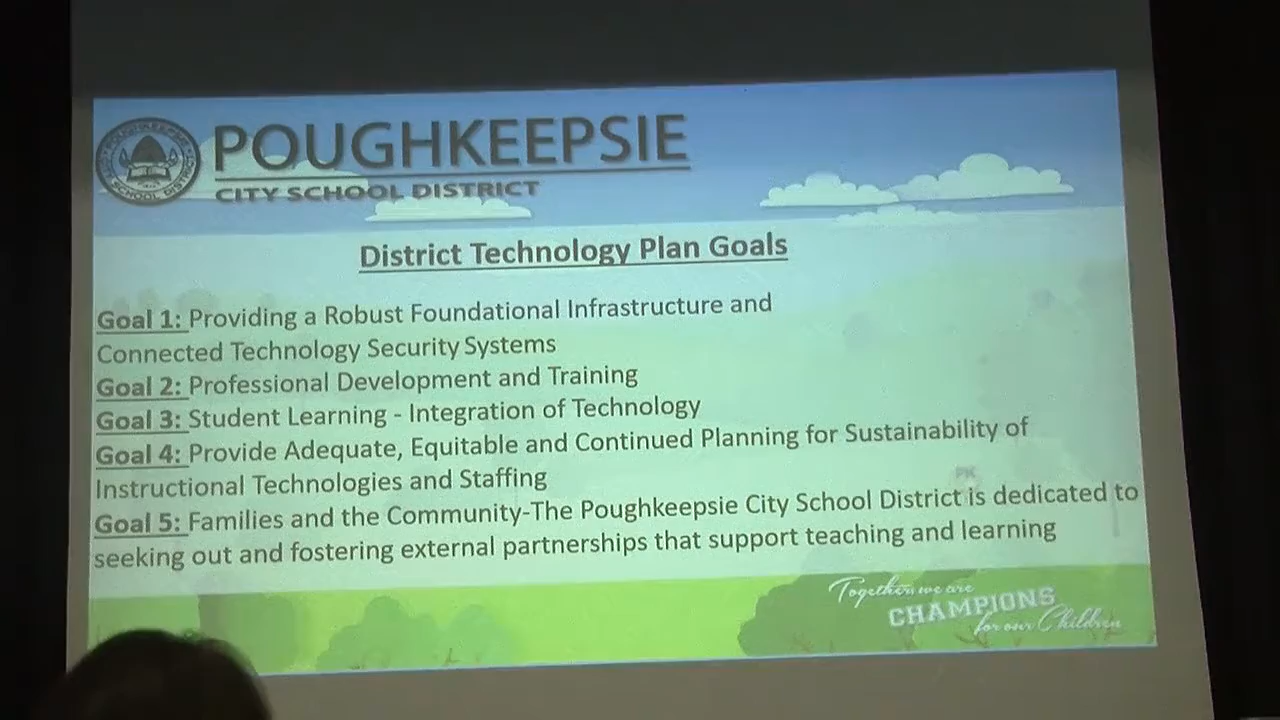 POUGHKEEPSIE
CITY SCHOOL DISTRICT
District Technology Plan Goals
Goal 1: Providing a Robust Foundational Infrastructure and
Connected Technology Security Systems
Goal 2: Professional Development and Training
Goal 3: Student Learning - Integration of Technology
Goal 4: Provide Adequate, Equitable and Continued Planning for Sustainability of
Instructional Technologies and Staffing
Goal 5: Families and the Community-The Poughkeepsie City School District is dedicated to
seeking out and fostering external partnerships that support teaching and learning
Together we are
CHAMPIONS
for our Children